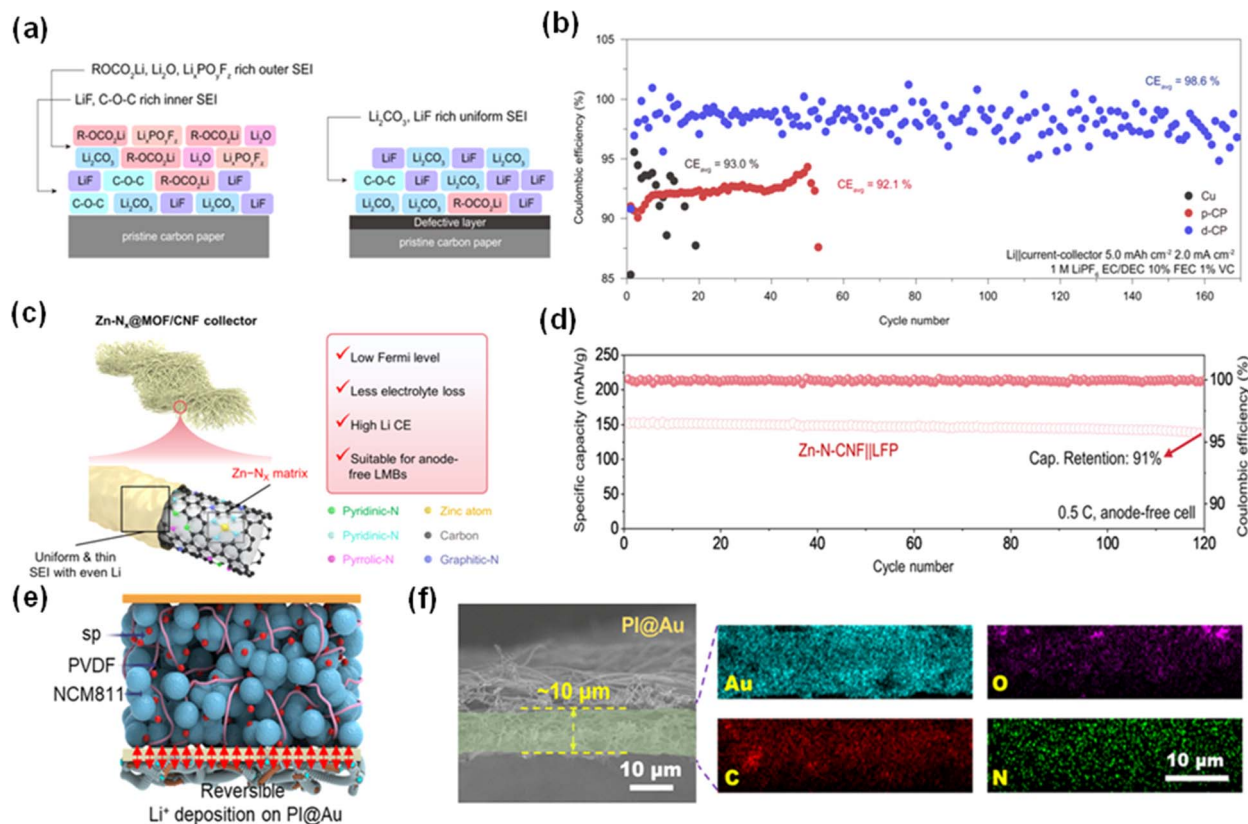 (a)
ROCO₂Li, Li₂O, LiₓPOᵧF_z rich outer SEI
LiF, C-O-C rich inner SEI
R-OCO₂Li LiₓPOᵧF_z R-OCO₂Li Li₂O
Li₂CO₃ R-OCO₂Li Li₂O LiₓPOᵧF_z
LiF C-O-C R-OCO₂Li LiF
C-O-C Li₂CO₃ LiF Li₂CO₃ LiF
pristine carbon paper
Li₂CO₃, LiF rich uniform SEI
LiF Li₂CO₃ LiF Li₂CO₃
C-O-C LiF Li₂CO₃ LiF LiF
Li₂CO₃ Li₂CO₃ R-OCO₂Li LiF
Defective layer
pristine carbon paper
(b)
Coulombic efficiency (%)
105
100
95
90
85
CEavg = 98.6 %
CEavg = 93.0 %
CEavg = 92.1 %
Cu
p-CP
d-CP
Li||current-collector 5.0 mAh cm⁻² 2.0 mA cm⁻²
1 M LiPF₆ EC/DEC 10% FEC 1% VC
0 20 40 60 80 100 120 140 160
Cycle number
(c)
Zn-Nₓ@MOF/CNF collector
Low Fermi level
Less electrolyte loss
High Li CE
Suitable for anode-
free LMBs
Zn−Nₓ matrix
Uniform & thin
SEI with even Li
Pyridinic-N Zinc atom
Pyridinic-N Carbon
Pyrrolic-N Graphitic-N
(d)
Specific capacity (mAh/g)
250
200
150
100
50
0
Zn-N-CNF||LFP
Cap. Retention: 91%
0.5 C, anode-free cell
100
95
90
Coulombic efficiency (%)
0 20 40 60 80 100 120
Cycle number
(e)
sp
PVDF
NCM811
Reversible
Li⁺ deposition on PI@Au
(f)
PI@Au
~10 μm
10 μm
Au
O
C
N
10 μm